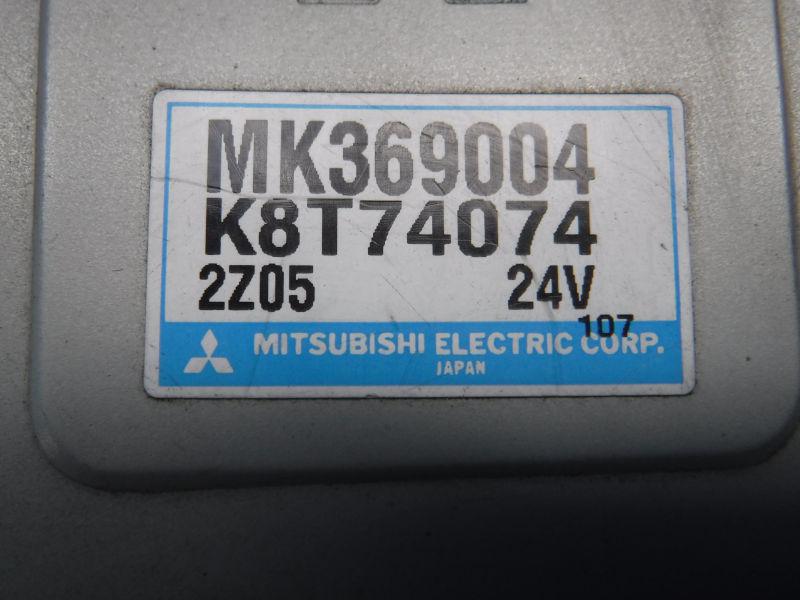 MK369004
K8T74074
2Z05 24V
107
MITSUBISHI ELECTRIC CORP.
JAPAN